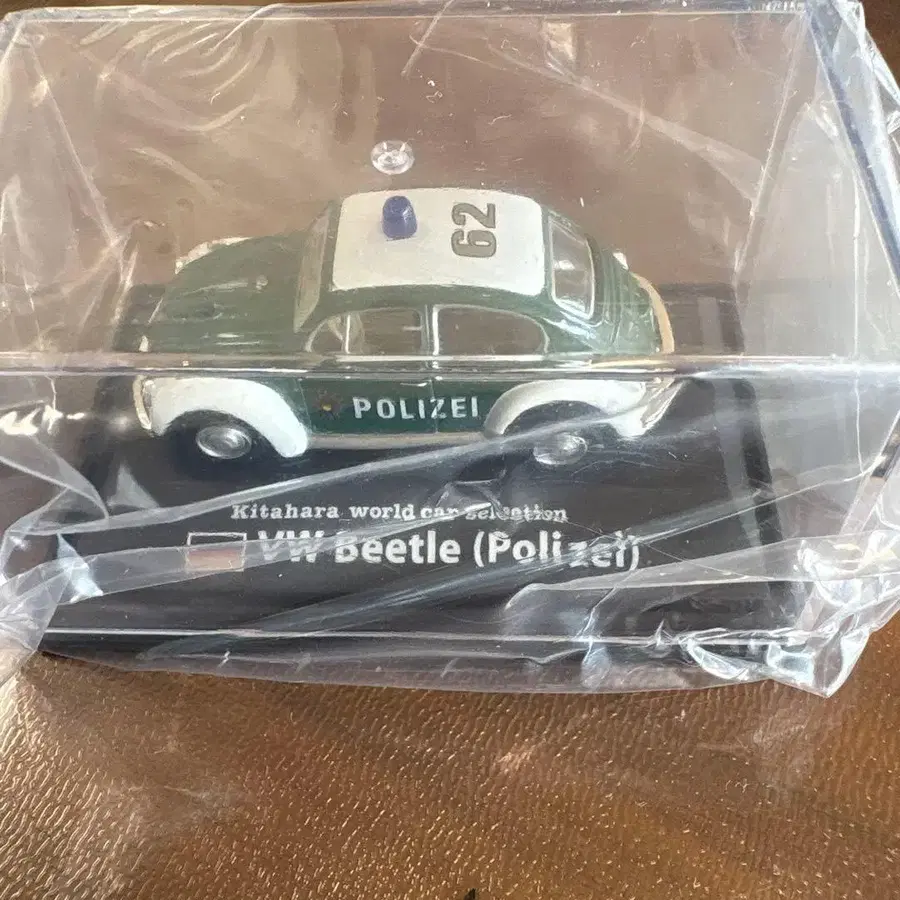 62
POLIZEI
Kitahara world car selection
VW Beetle (Polizei)